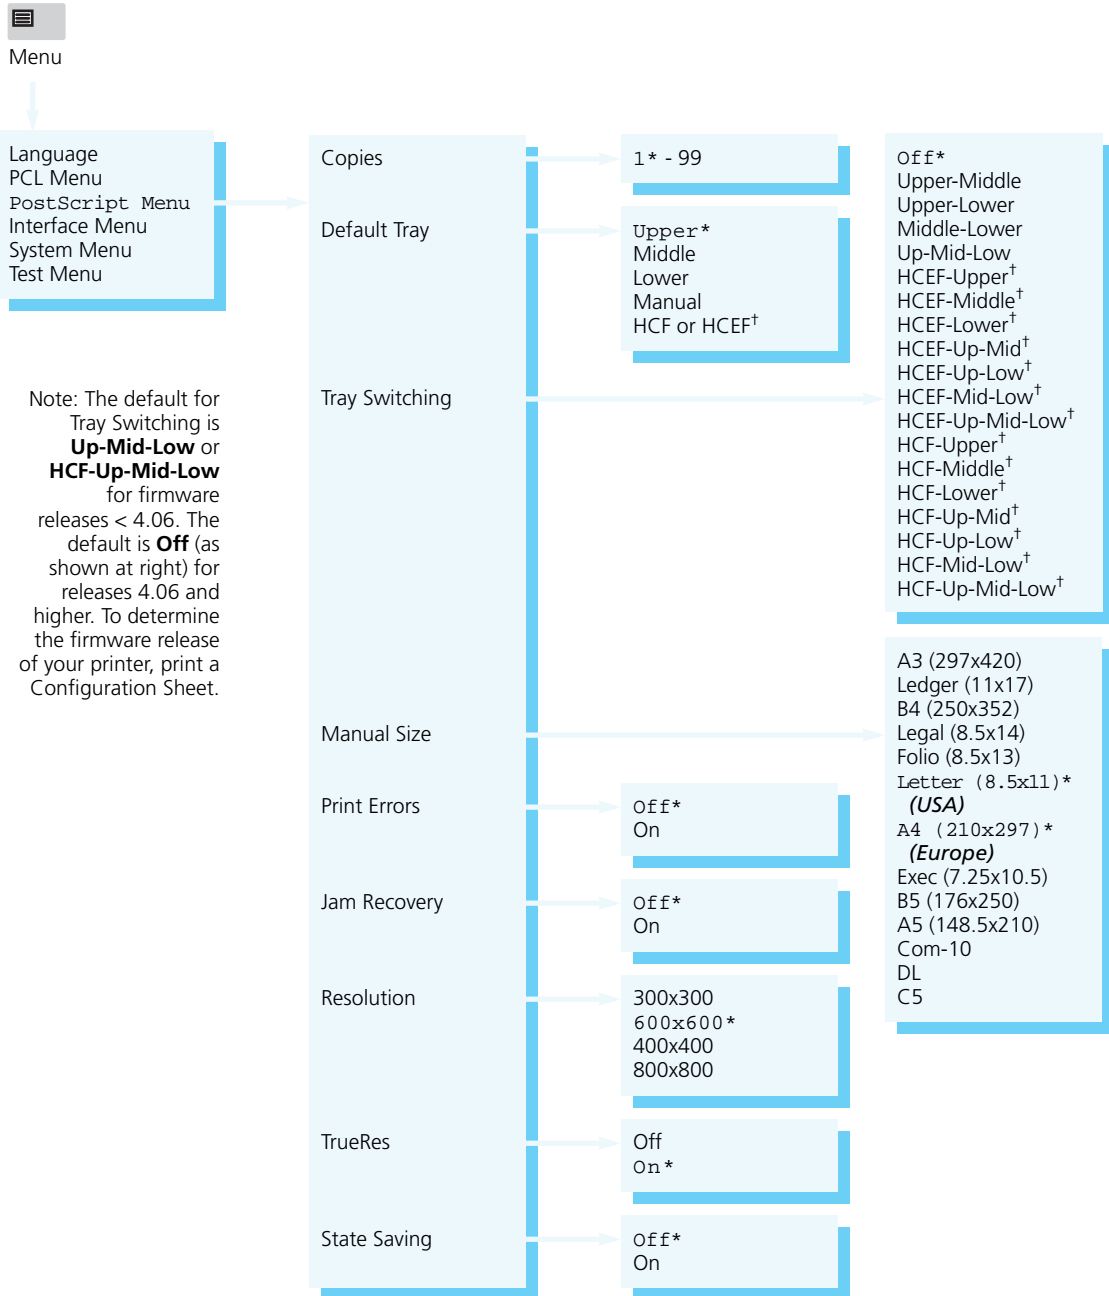 Menu
Language
PCL Menu
PostScript Menu
Interface Menu
System Menu
Test Menu
Note: The default for
Tray Switching is
Up-Mid-Low or
HCF-Up-Mid-Low
for firmware
releases < 4.06. The
default is Off (as
shown at right) for
releases 4.06 and
higher. To determine
the firmware release
of your printer, print a
Configuration Sheet.
Copies
1* - 99
Default Tray
Upper*
Middle
Lower
Manual
HCF or HCEF†
Tray Switching
Off*
Upper-Middle
Upper-Lower
Middle-Lower
Up-Mid-Low
HCEF-Upper†
HCEF-Middle†
HCEF-Lower†
HCEF-Up-Mid†
HCEF-Up-Low†
HCEF-Mid-Low†
HCEF-Up-Mid-Low†
HCF-Upper†
HCF-Middle†
HCF-Lower†
HCF-Up-Mid†
HCF-Up-Low†
HCF-Mid-Low†
HCF-Up-Mid-Low†
Manual Size
A3 (297x420)
Ledger (11x17)
B4 (250x352)
Legal (8.5x14)
Folio (8.5x13)
Letter (8.5x11)*
(USA)
A4 (210x297)*
(Europe)
Exec (7.25x10.5)
B5 (176x250)
A5 (148.5x210)
Com-10
DL
C5
Print Errors
Off*
On
Jam Recovery
Off*
On
Resolution
300x300
600x600*
400x400
800x800
TrueRes
Off
On*
State Saving
Off*
On